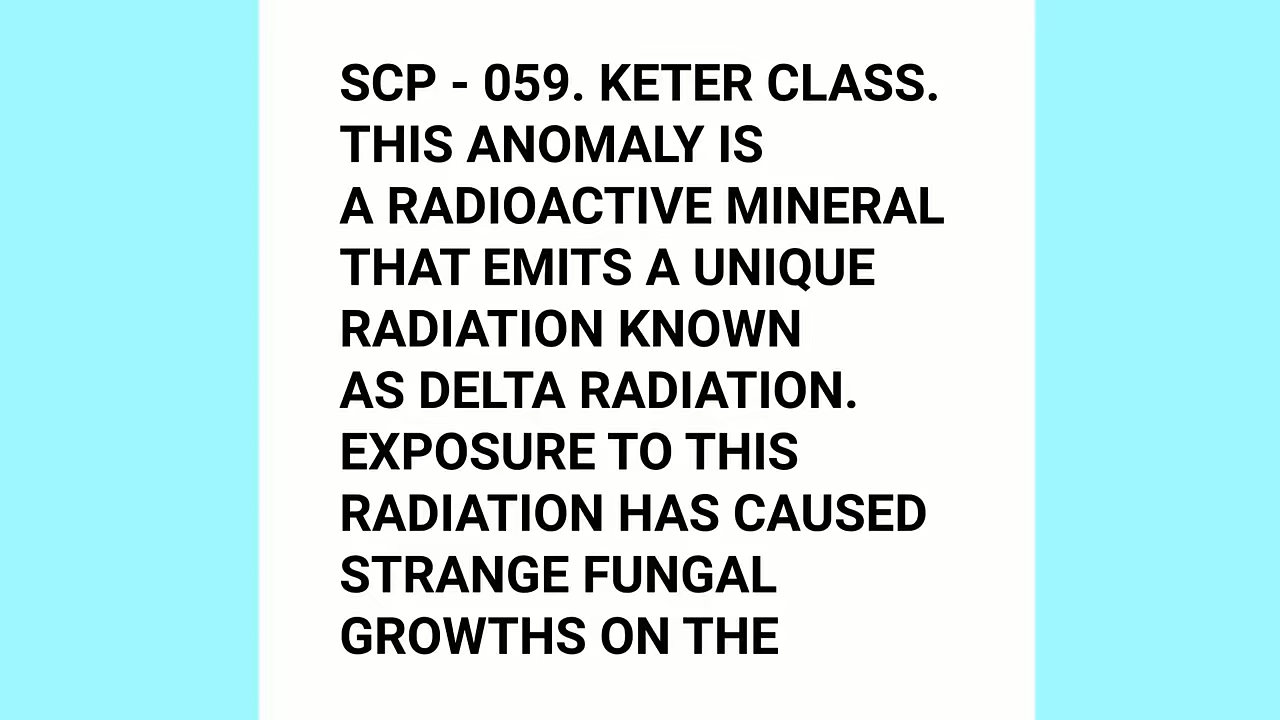 SCP - 059. KETER CLASS.
THIS ANOMALY IS
A RADIOACTIVE MINERAL
THAT EMITS A UNIQUE
RADIATION KNOWN
AS DELTA RADIATION.
EXPOSURE TO THIS
RADIATION HAS CAUSED
STRANGE FUNGAL
GROWTHS ON THE